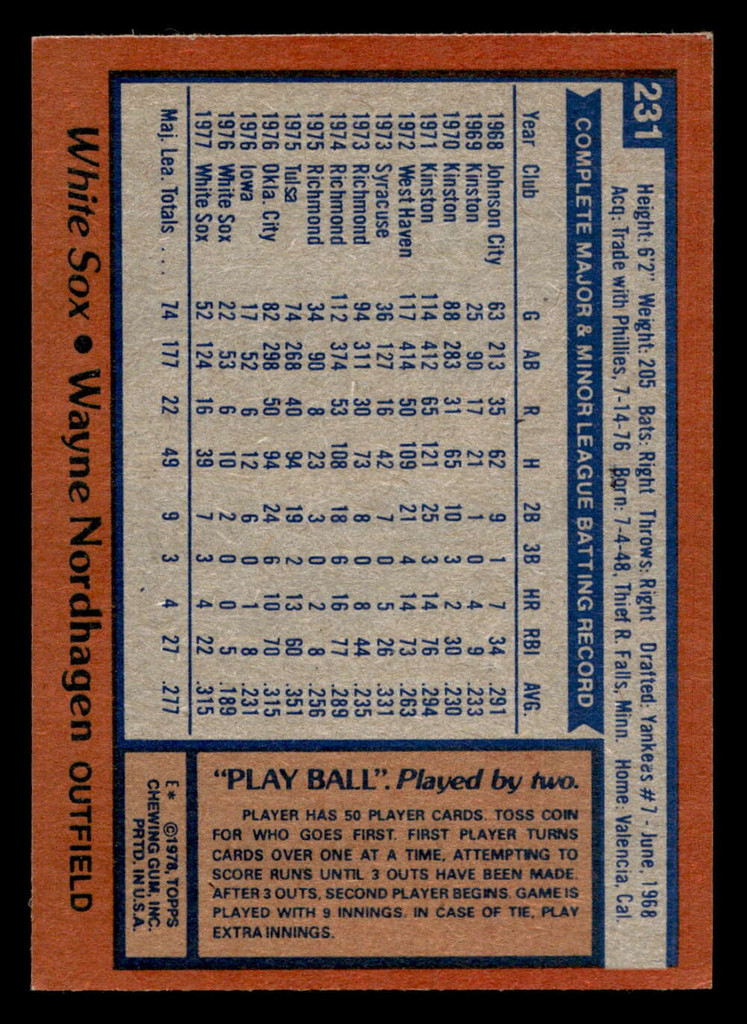 231
Height: 6'2" Weight: 205 Bats: Right Throws: Right Drafted: Yankees #7 - June, 1968
Acq: Trade with Phillies, 7-14-76 Born: 7-4-48, Thief R. Falls, Minn. Home: Valencia, Cal.
COMPLETE MAJOR & MINOR LEAGUE BATTING RECORD
Year Club G AB R H 2B 3B HR RBI AVG.
1968 Johnson City 63 213 35 62 9 1 7 34 .291
1969 Kinston 25 90 17 21 1 0 4 9 .233
1970 Kinston 88 283 31 65 10 3 2 30 .230
1971 Kinston 114 412 65 121 25 3 14 76 .294
1972 West Haven 117 414 50 109 21 4 14 73 .263
1973 Syracuse 36 127 16 42 7 0 5 26 .331
1973 Richmond 94 311 30 73 8 0 8 44 .235
1974 Richmond 112 374 53 108 18 6 16 77 .289
1975 Richmond 34 90 8 23 3 0 2 8 .256
1975 Tulsa 74 268 40 94 19 2 13 60 .351
1976 Okla. City 82 298 50 94 24 6 10 70 .315
1976 Iowa 17 52 6 12 6 0 1 8 .231
1976 White Sox 22 53 6 10 2 0 0 5 .189
1977 White Sox 52 124 16 39 7 3 4 22 .315
Maj. Lea. Totals . . . . 74 177 22 49 9 3 4 27 .277
"PLAY BALL". Played by two.
PLAYER HAS 50 PLAYER CARDS. TOSS COIN
FOR WHO GOES FIRST. FIRST PLAYER TURNS
CARDS OVER ONE AT A TIME, ATTEMPTING TO
SCORE RUNS UNTIL 3 OUTS HAVE BEEN MADE.
AFTER 3 OUTS, SECOND PLAYER BEGINS. GAME IS
PLAYED WITH 9 INNINGS. IN CASE OF TIE, PLAY
EXTRA INNINGS.
E* ©1978, TOPPS
CHEWING GUM, INC.
PRTD. IN U.S.A.
White Sox • Wayne Nordhagen OUTFIELD